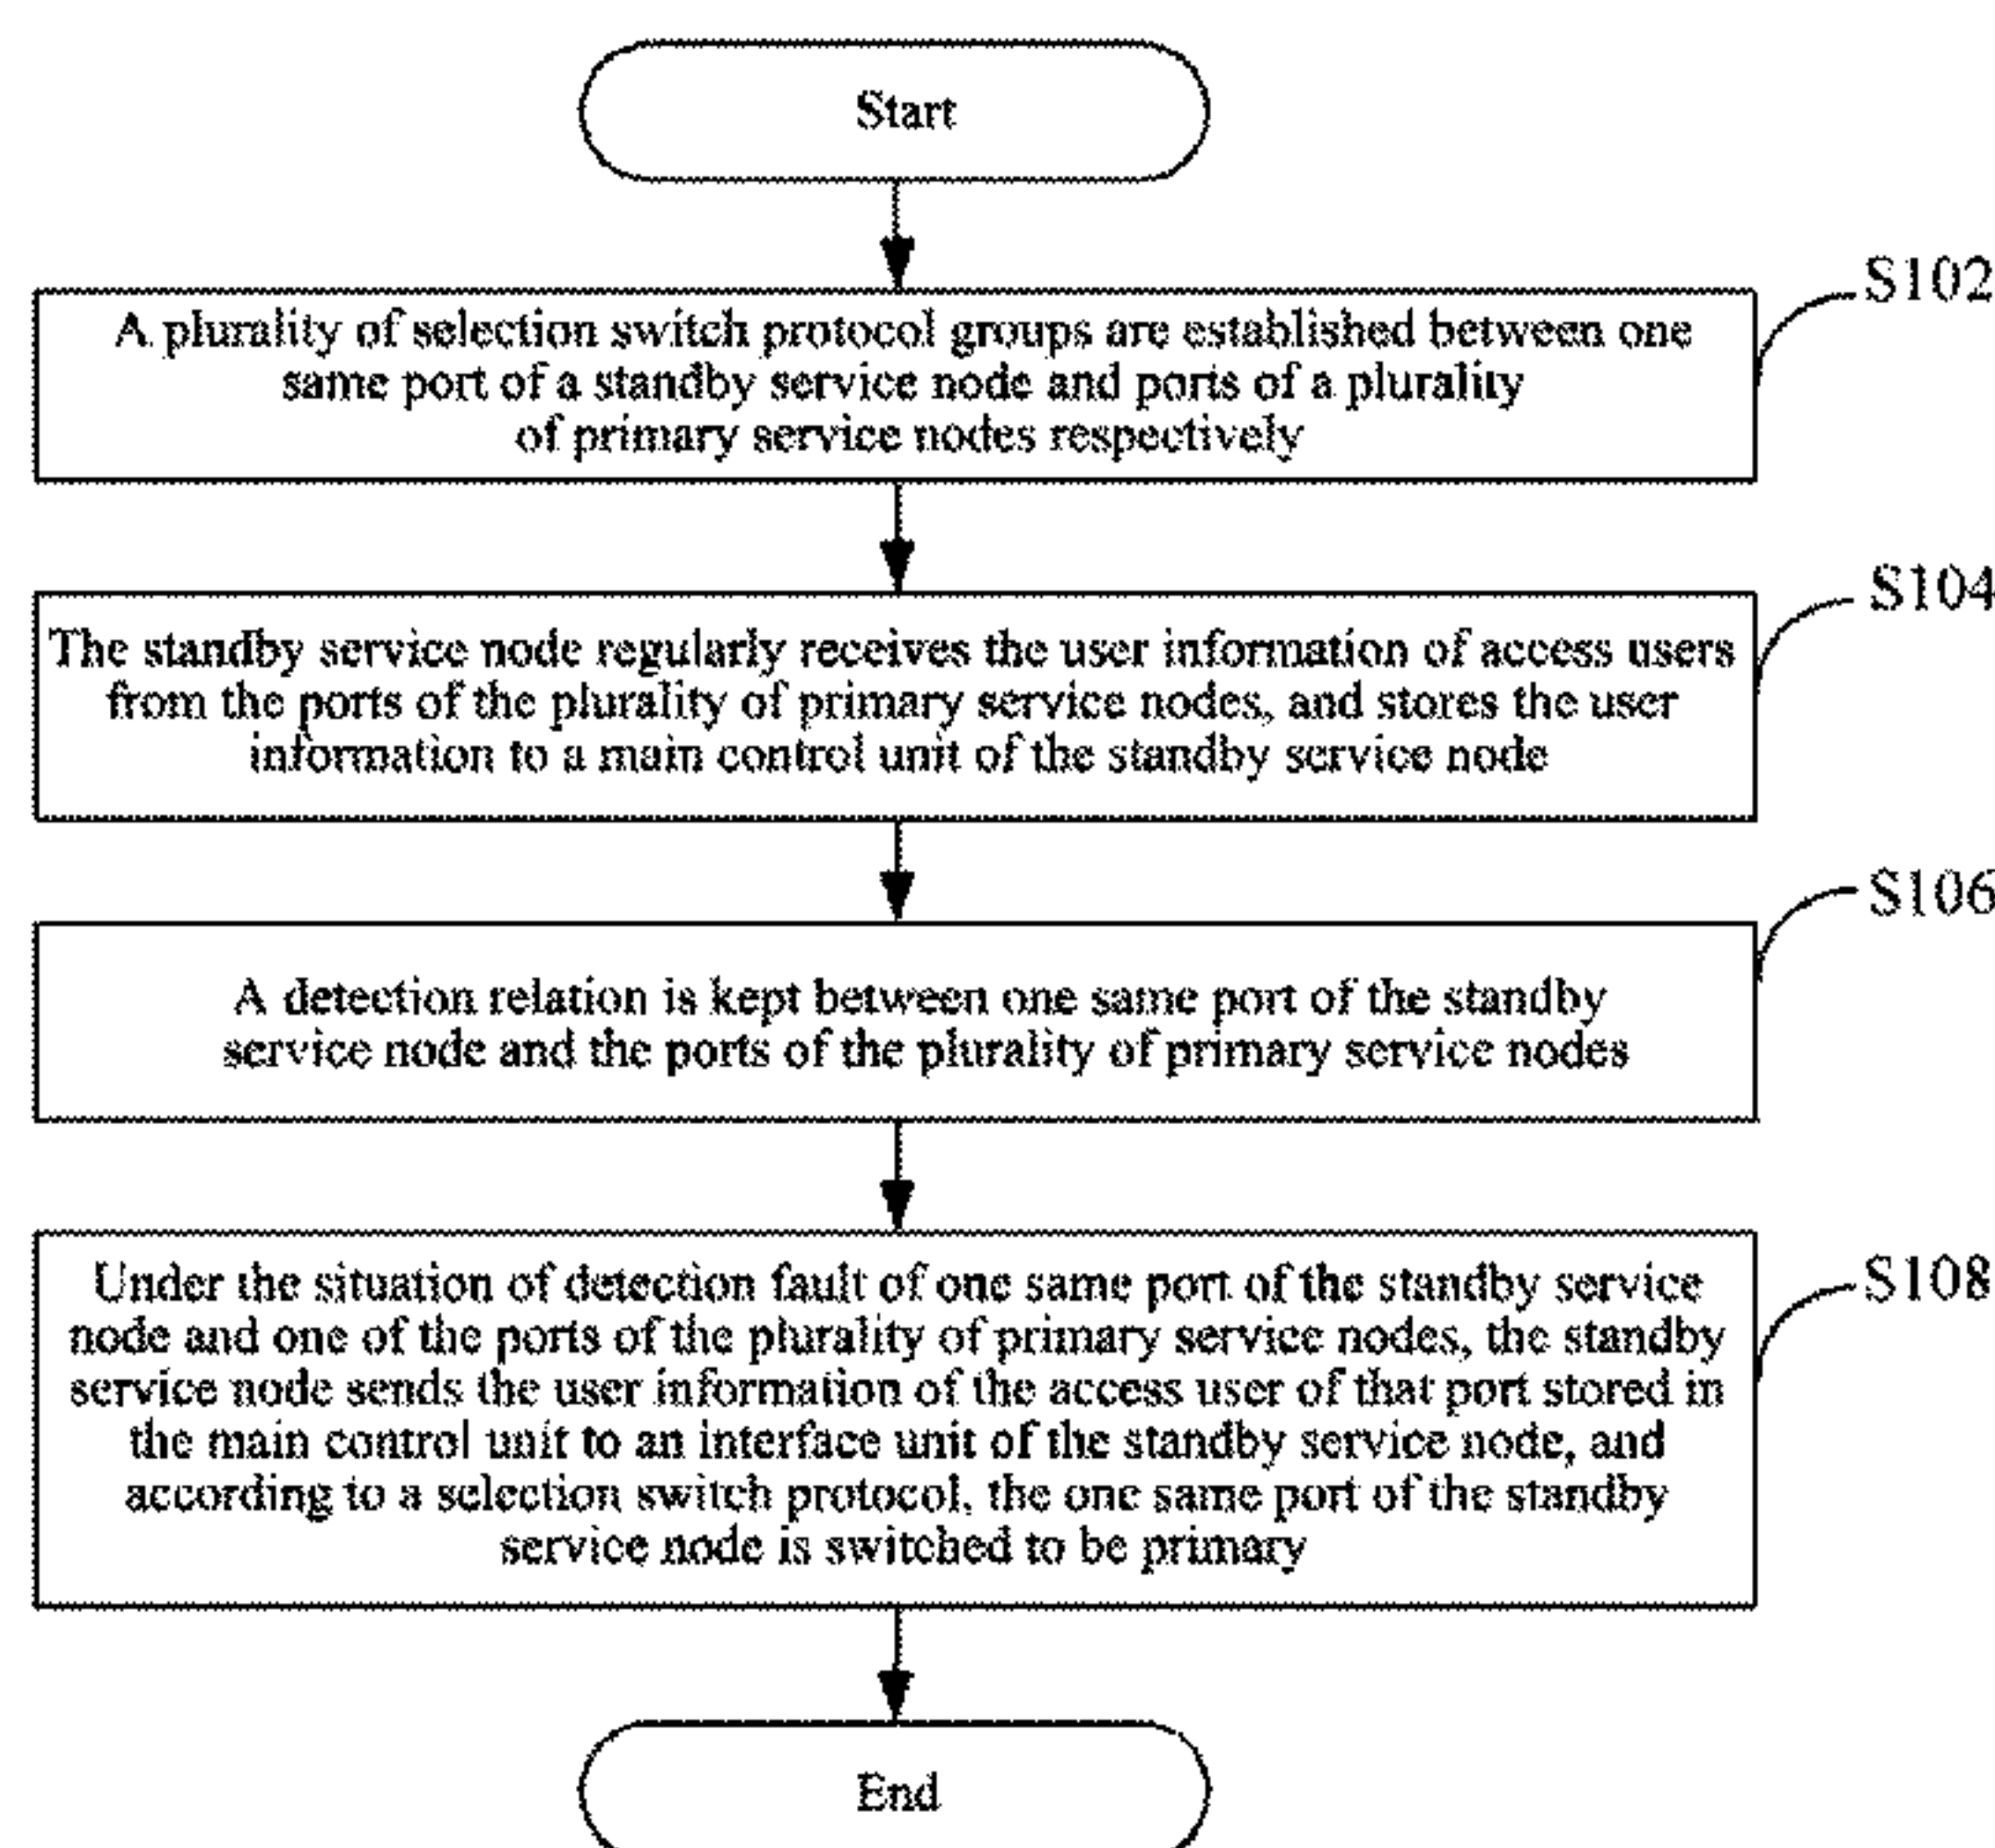 Start
S102
A plurality of selection switch protocol groups are established between one
same port of a standby service node and ports of a plurality
of primary service nodes respectively
S104
The standby service node regularly receives the user information of access users
from the ports of the plurality of primary service nodes, and stores the user
information to a main control unit of the standby service node
S106
A detection relation is kept between one same port of the standby
service node and the ports of the plurality of primary service nodes
S108
Under the situation of detection fault of one same port of the standby service
node and one of the ports of the plurality of primary service nodes, the standby
service node sends the user information of the access user of that port stored in
the main control unit to an interface unit of the standby service node, and
according to a selection switch protocol, the one same port of the standby
service node is switched to be primary
End